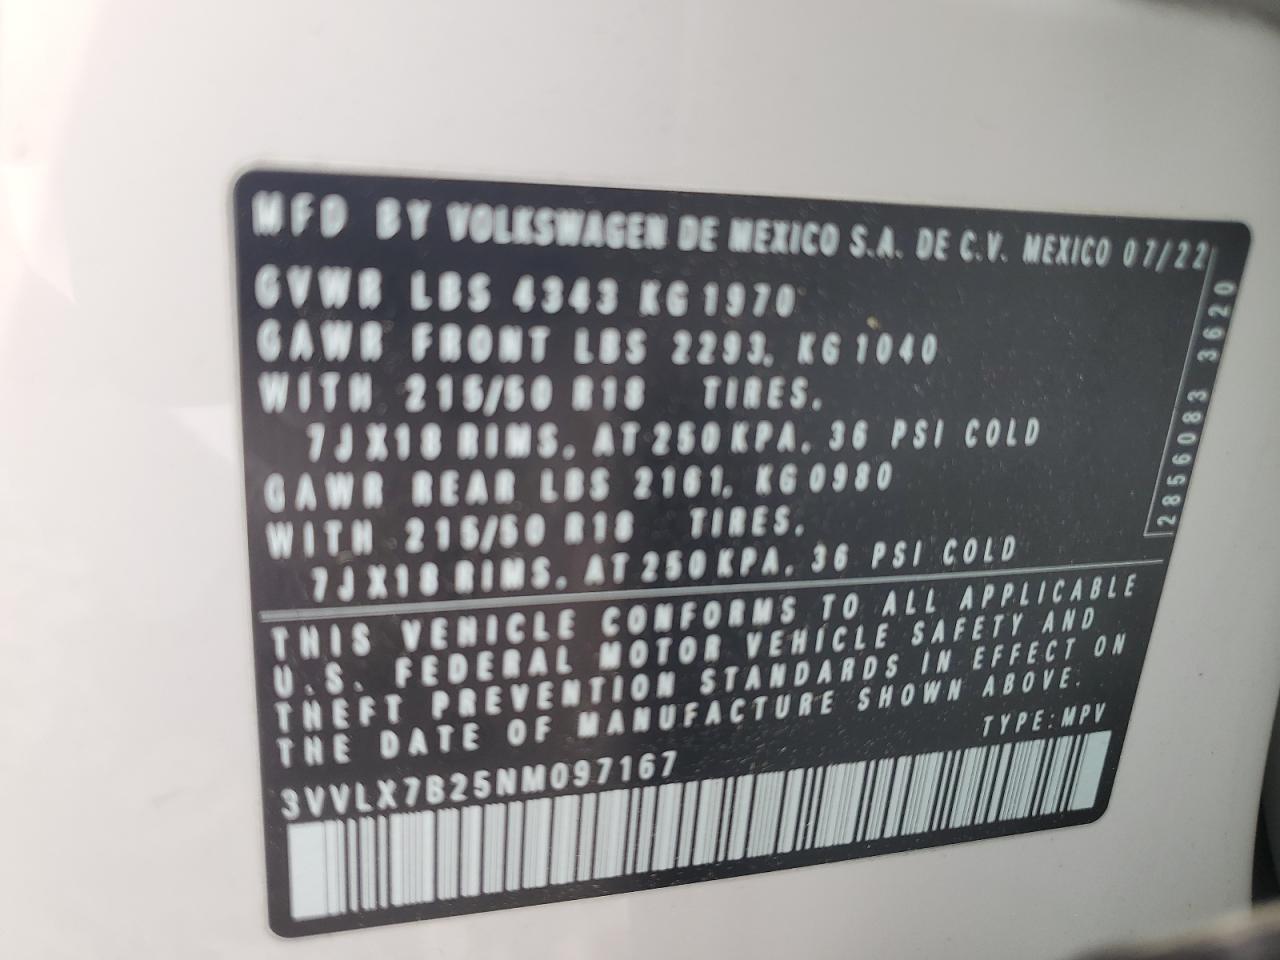 MFD BY VOLKSWAGEN DE MEXICO S.A. DE C.V. MEXICO 07/22
GVWR LBS 4343 KG 1970
GAWR FRONT LBS 2293, KG 1040
WITH 215/50 R18 TIRES,
7J X18 RIMS, AT 250 KPA, 36 PSI COLD
GAWR REAR LBS 2161, KG 0980
WITH 215/50 R18 TIRES,
7J X18 RIMS, AT 250 KPA, 36 PSI COLD
2856083 3620
THIS VEHICLE CONFORMS TO ALL APPLICABLE
U.S. FEDERAL MOTOR VEHICLE SAFETY AND
THEFT PREVENTION STANDARDS IN EFFECT ON
THE DATE OF MANUFACTURE SHOWN ABOVE.
TYPE: MPV
3VVLX7B25NM097167